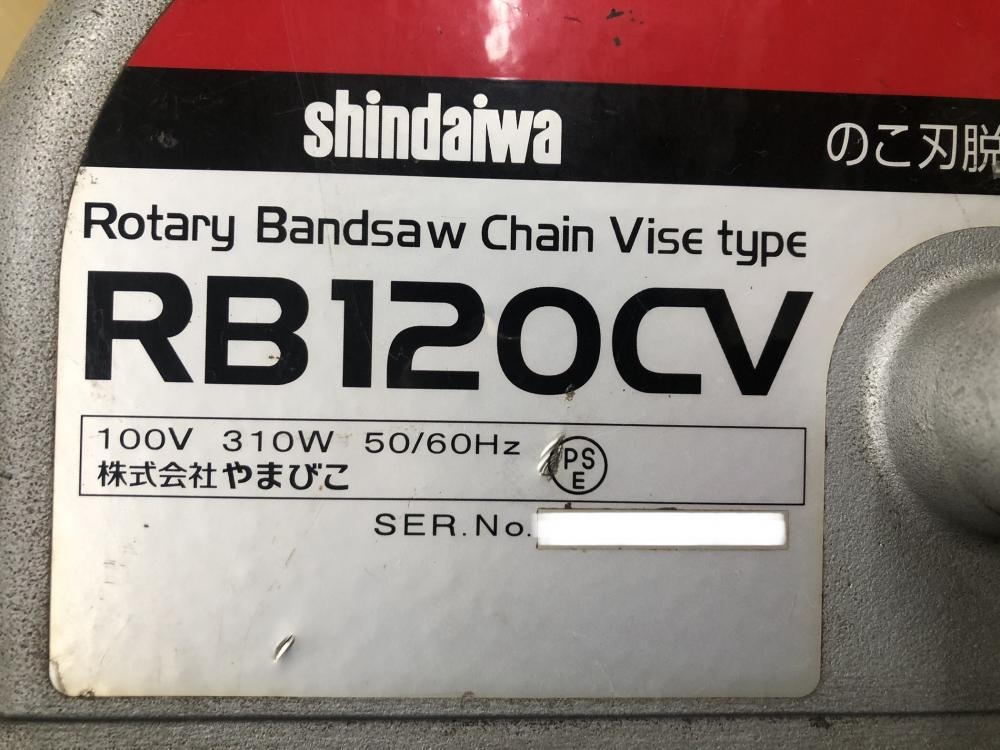 shindaiwa
のこ刃脱
Rotary Bandsaw Chain Vise type
RB120CV
100V 310W 50/60Hz
株式会社やまびこ
PS
E
SER.No.